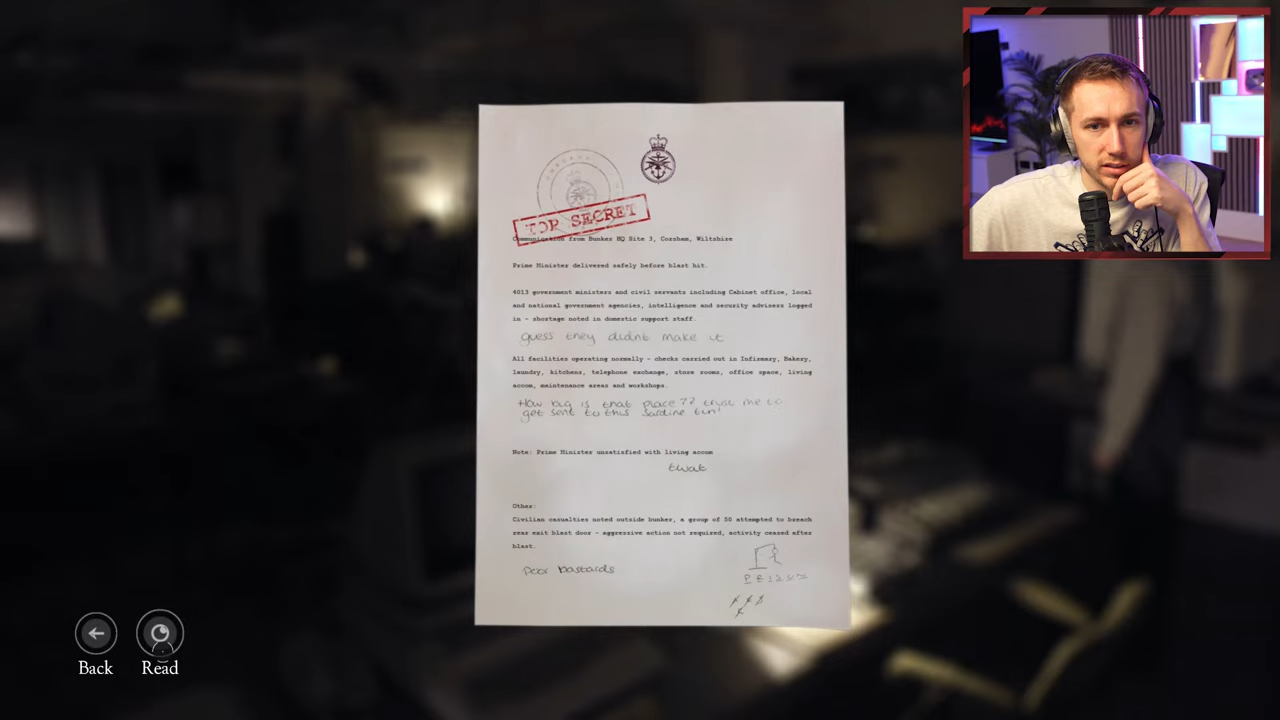 TOP SECRET
Communication from Bunker HQ Site 3, Corsham, Wiltshire
Prime Minister delivered safely before blast hit.
4013 government ministers and civil servants including Cabinet office, local
and national government agencies, intelligence and security advisers logged
in - shortage noted in domestic support staff.
guess they didnt make it
All facilities operating normally - checks carried out in Infirmary, Bakery,
laundry, kitchens, telephone exchange, store rooms, office space, living
accom, maintenance areas and workshops.
How big is that place?? trust me to
get sent to this sardine tin!
Note: Prime Minister unsatisfied with living accom
twat
Other:
Civilian casualties noted outside bunker, a group of 50 attempted to breach
rear exit blast door - aggressive action not required, activity ceased after
blast.
Poor bastards
Back
Read